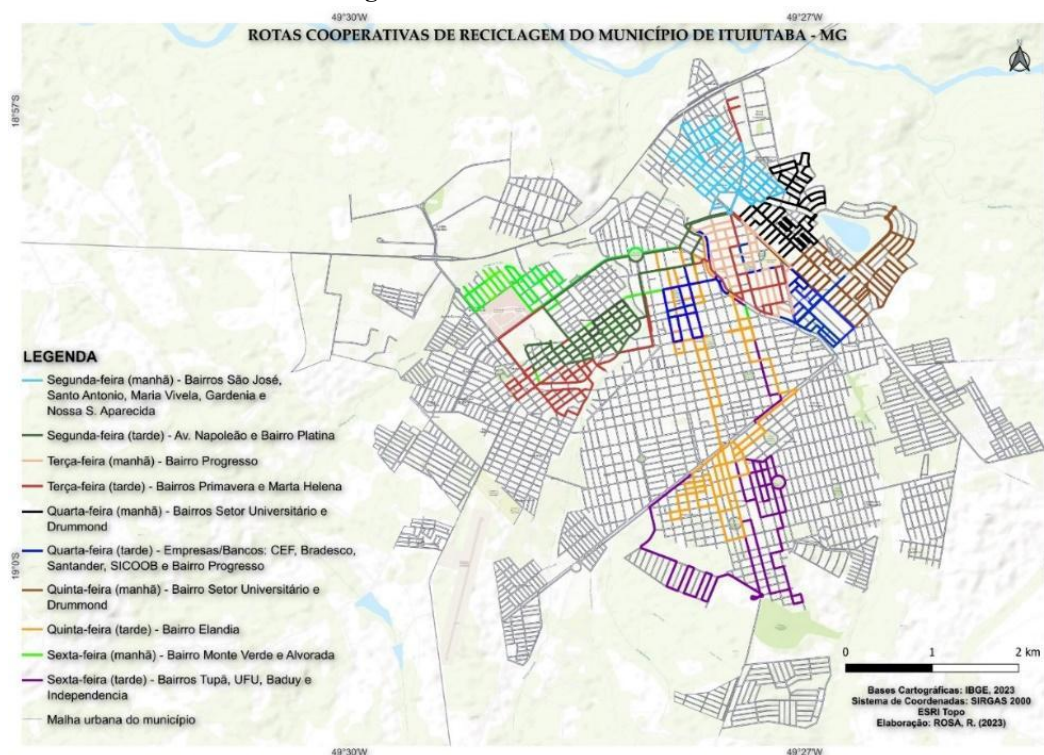 49°30'W
49°27'W
ROTAS COOPERATIVAS DE RECICLAGEM DO MUNICÍPIO DE ITUIUTABA - MG
18°57'S
LEGENDA
Segunda-feira (manhã) - Bairros São José,
Santo Antonio, Maria Vivela, Gardenia e
Nossa S. Aparecida
Segunda-feira (tarde) - Av. Napoleão e Bairro Platina
Terça-feira (manhã) - Bairro Progresso
Terça-feira (tarde) - Bairros Primavera e Marta Helena
Quarta-feira (manhã) - Bairros Setor Universitário e
Drummond
Quarta-feira (tarde) - Empresas/Bancos: CEF, Bradesco,
Santander, SICOOB e Bairro Progresso
19°0'S
Quinta-feira (manhã) - Bairro Setor Universitário e
Drummond
Quinta-feira (tarde) - Bairro Elandia
Sexta-feira (manhã) - Bairro Monte Verde e Alvorada
Sexta-feira (tarde) - Bairros Tupã, UFU, Baduy e
Independencia
Malha urbana do município
0 1 2 km
Bases Cartográficas: IBGE, 2023
Sistema de Coordenadas: SIRGAS 2000
ESRI Topo
Elaboração: ROSA, R. (2023)
49°30'W
49°27'W